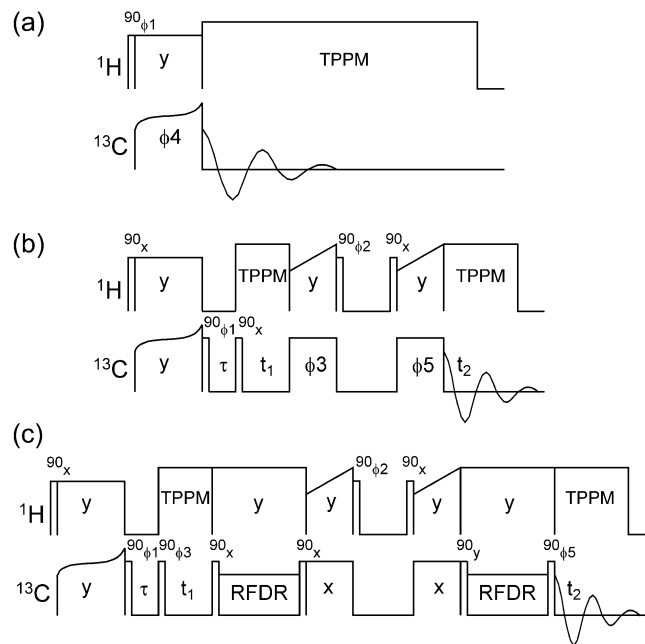 (a)
90ϕ1
¹H y TPPM
¹³C ϕ4
(b)
90x 90ϕ2 90x
¹H y TPPM y y TPPM
90ϕ1 90x
¹³C y τ t₁ ϕ3 ϕ5 t₂
(c)
90x 90ϕ2 90x
¹H y TPPM y y y y TPPM
90ϕ1 90ϕ3 90x 90x 90y 90ϕ5
¹³C y τ t₁ RFDR x x RFDR t₂